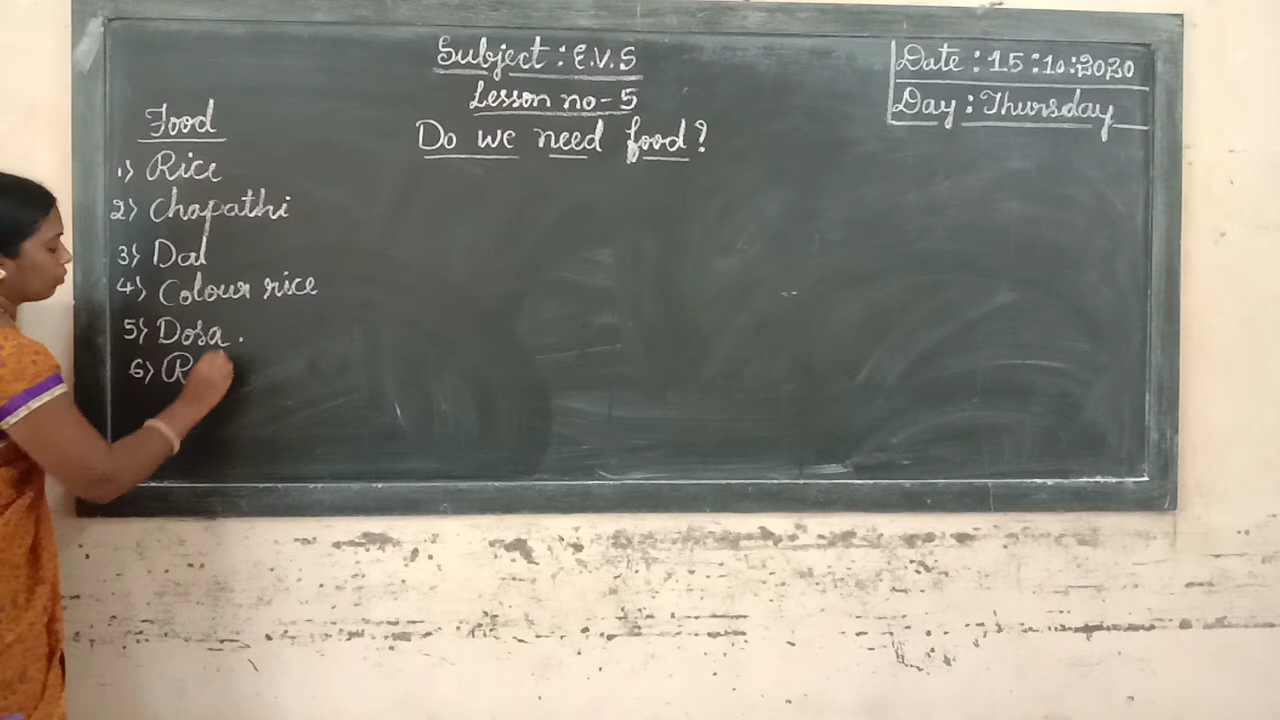 Subject : E.V.S
Lesson no - 5
Do we need food?
Date : 15:10:2020
Day : Thursday
Food
1) Rice
2) Chapathi
3) Dal
4) Colour rice
5) Dosa.
6) R